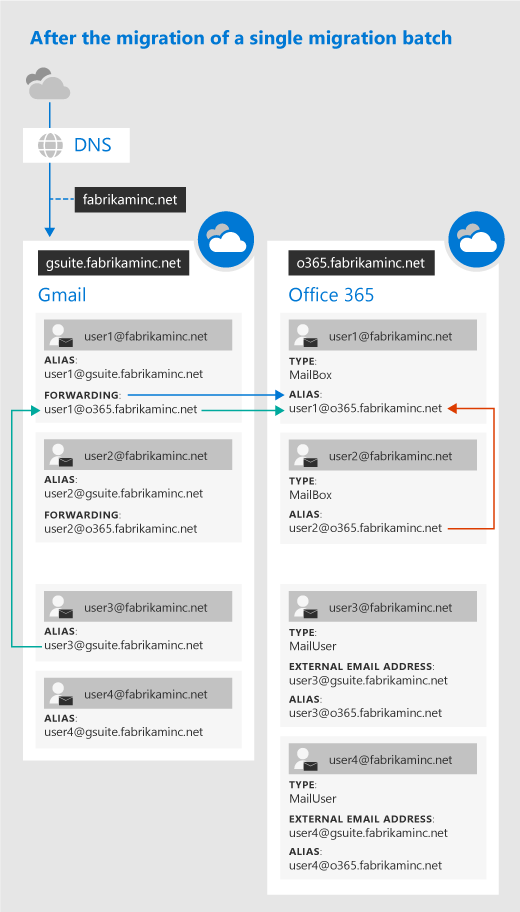 After the migration of a single migration batch
DNS
fabrikaminc.net
gsuite.fabrikaminc.net
Gmail
user1@fabrikaminc.net
ALIAS:
user1@gsuite.fabrikaminc.net
FORWARDING:
user1@o365.fabrikaminc.net
user2@fabrikaminc.net
ALIAS:
user2@gsuite.fabrikaminc.net
FORWARDING:
user2@o365.fabrikaminc.net
user3@fabrikaminc.net
ALIAS:
user3@gsuite.fabrikaminc.net
user4@fabrikaminc.net
ALIAS:
user4@gsuite.fabrikaminc.net
o365.fabrikaminc.net
Office 365
user1@fabrikaminc.net
TYPE:
MailBox
ALIAS:
user1@o365.fabrikaminc.net
user2@fabrikaminc.net
TYPE:
MailBox
ALIAS:
user2@o365.fabrikaminc.net
user3@fabrikaminc.net
TYPE:
MailUser
EXTERNAL EMAIL ADDRESS:
user3@gsuite.fabrikaminc.net
ALIAS:
user3@o365.fabrikaminc.net
user4@fabrikaminc.net
TYPE:
MailUser
EXTERNAL EMAIL ADDRESS:
user4@gsuite.fabrikaminc.net
ALIAS:
user4@o365.fabrikaminc.net